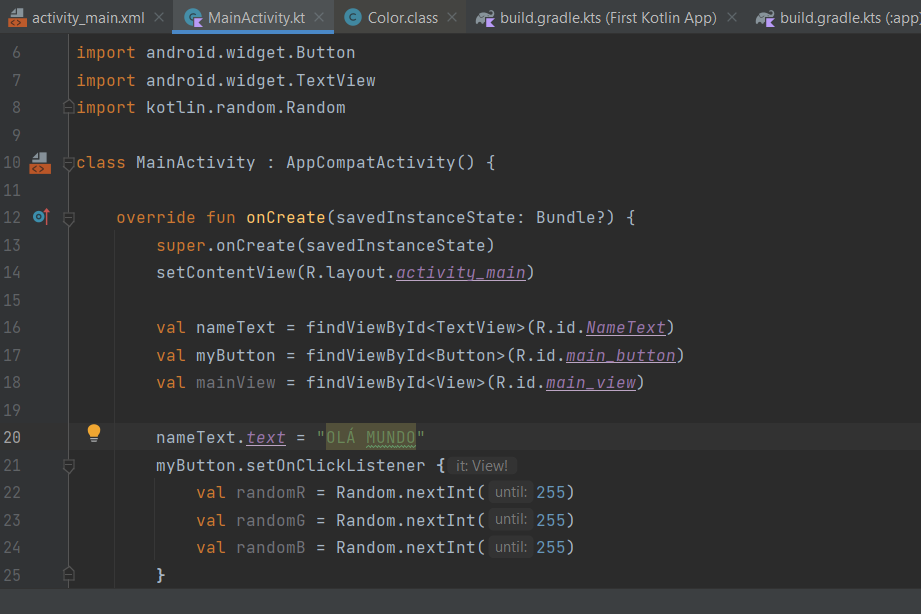 activity_main.xml MainActivity.kt Color.class build.gradle.kts (First Kotlin App) build.gradle.kts (:app)
6 import android.widget.Button
7 import android.widget.TextView
8 import kotlin.random.Random
9
10 class MainActivity : AppCompatActivity() {
11
12     override fun onCreate(savedInstanceState: Bundle?) {
13         super.onCreate(savedInstanceState)
14         setContentView(R.layout.activity_main)
15
16         val nameText = findViewById<TextView>(R.id.NameText)
17         val myButton = findViewById<Button>(R.id.main_button)
18         val mainView = findViewById<View>(R.id.main_view)
19
20         nameText.text = "OLÁ MUNDO"
21         myButton.setOnClickListener { it: View!
22             val randomR = Random.nextInt( until: 255)
23             val randomG = Random.nextInt( until: 255)
24             val randomB = Random.nextInt( until: 255)
25         }